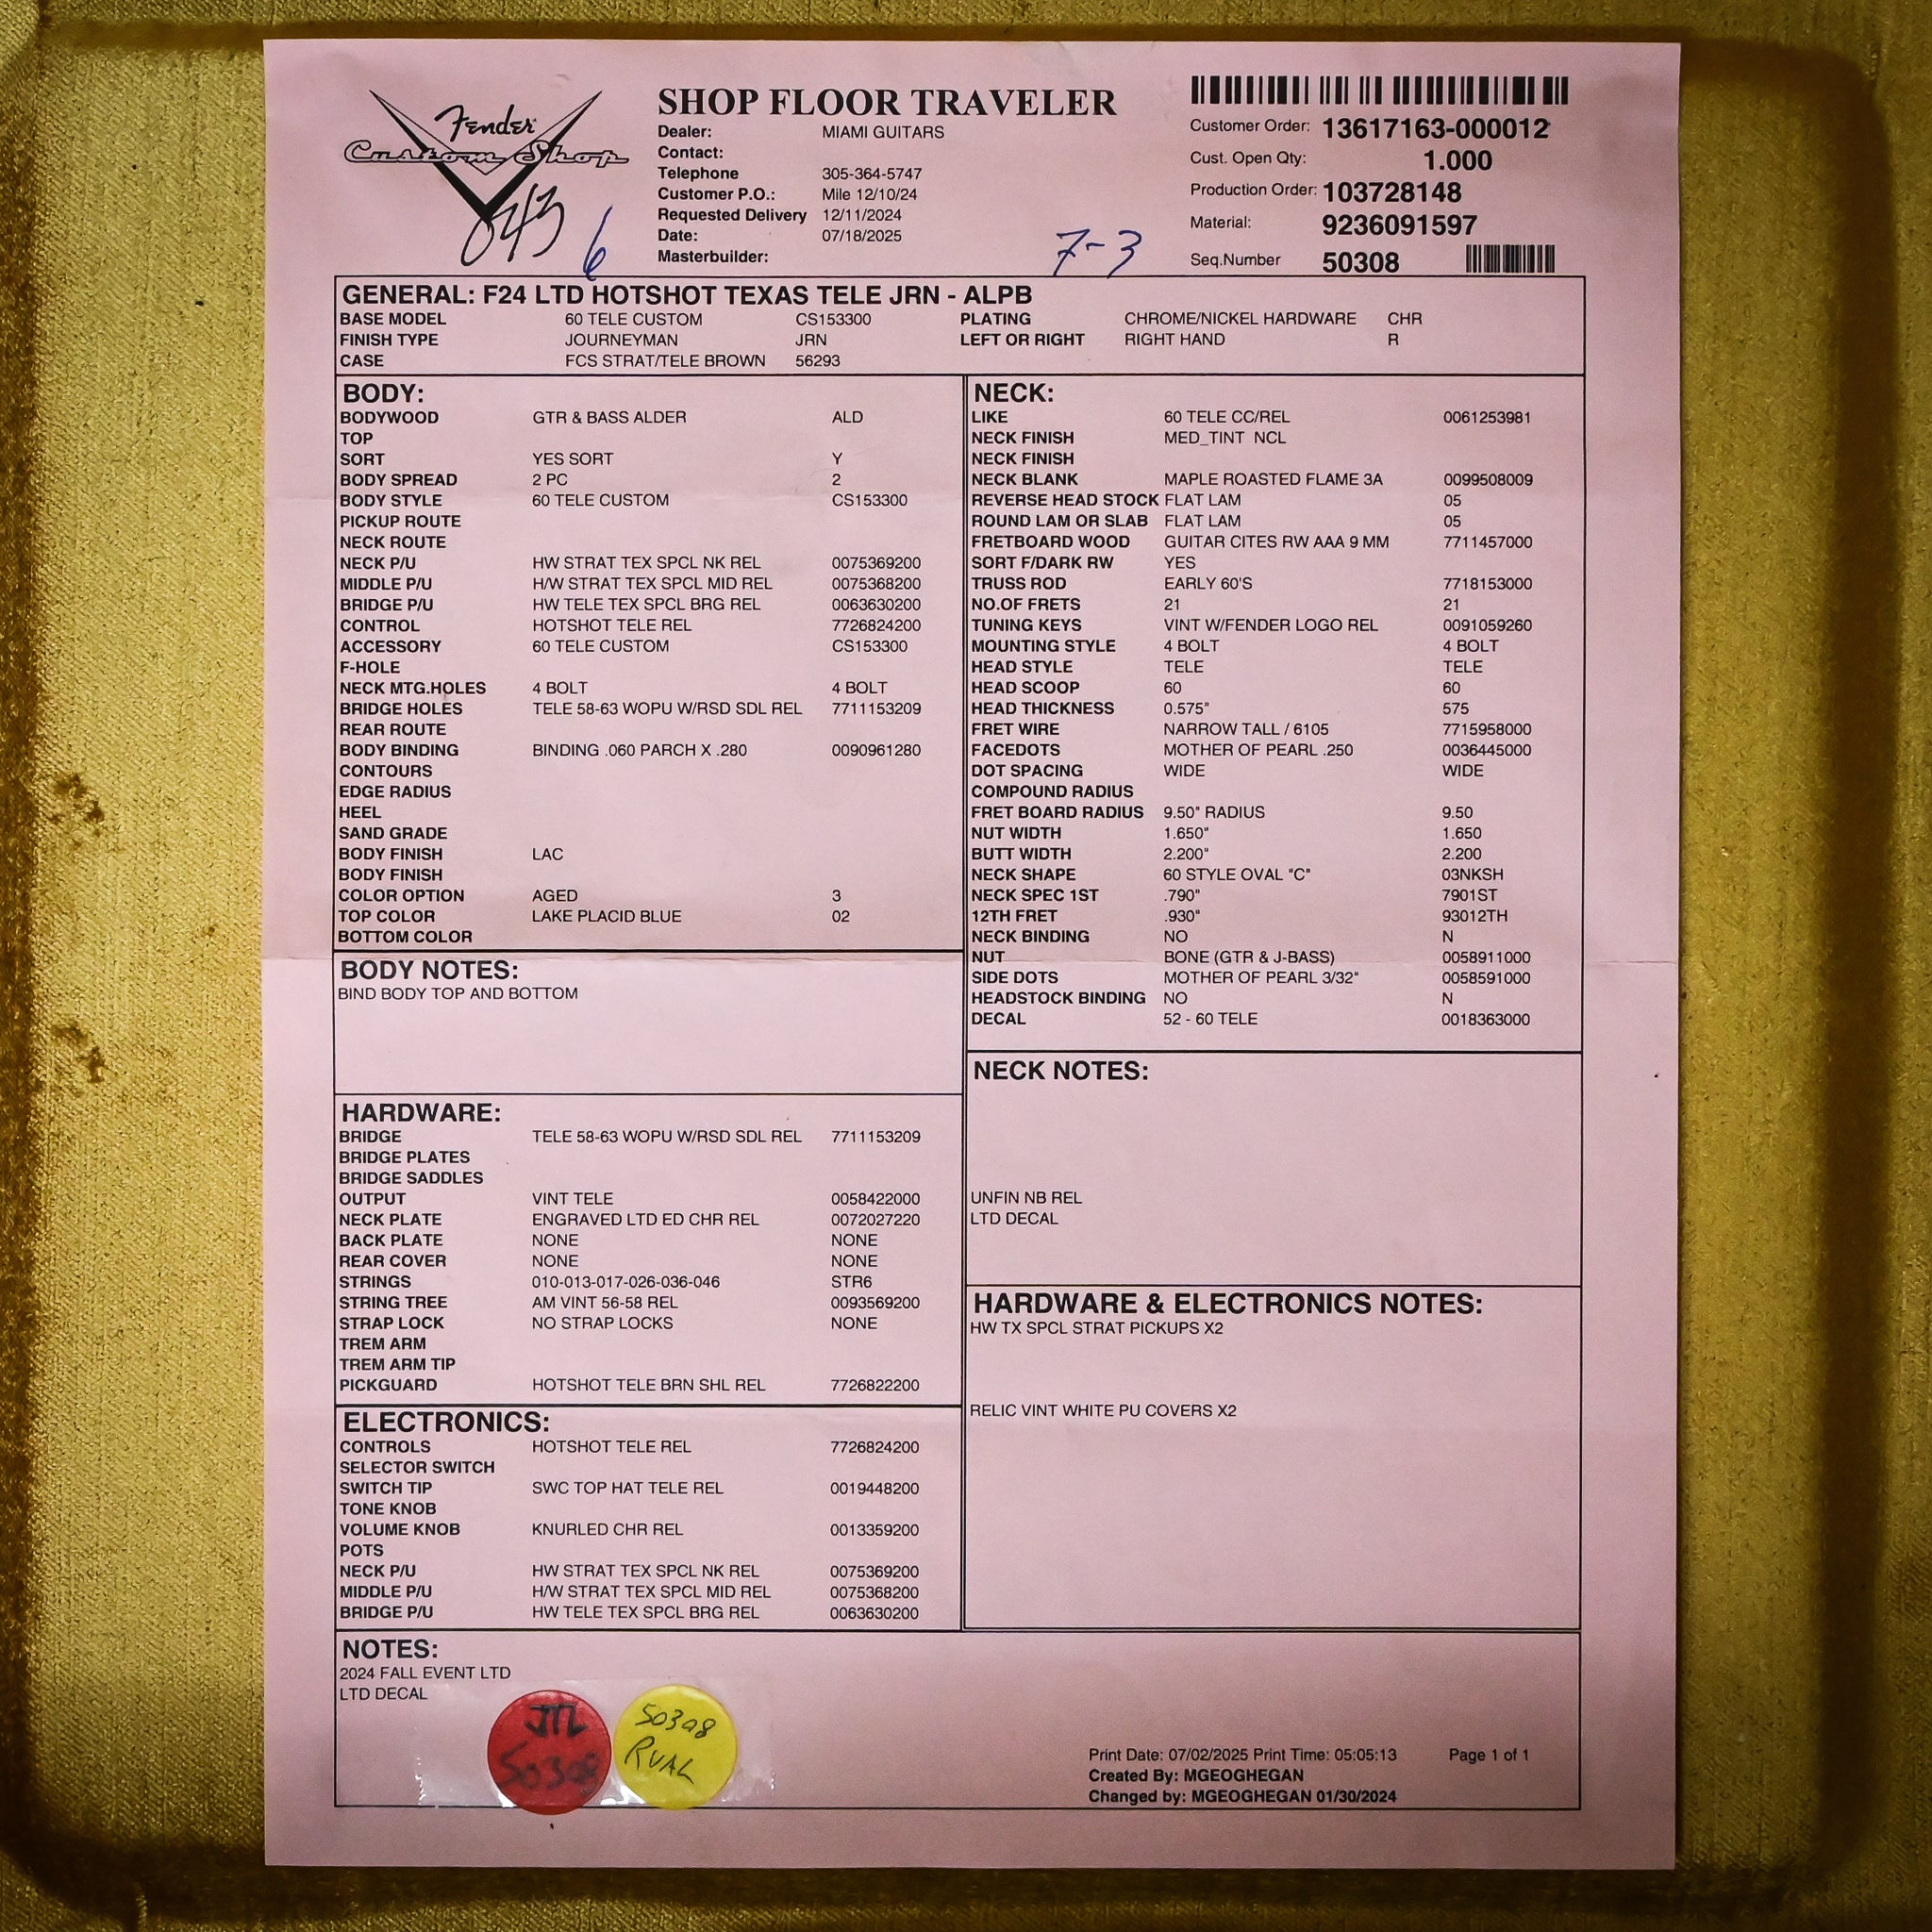 Fender
Custom Shop
SHOP FLOOR TRAVELER
Dealer: MIAMI GUITARS
Contact:
Telephone 305-364-5747
Customer P.O.: Mile 12/10/24
Requested Delivery 12/11/2024
Date: 07/18/2025
Masterbuilder:
Customer Order: 13617163-000012
Cust. Open Qty: 1.000
Production Order: 103728148
Material: 9236091597
Seq.Number 50308
6
7-3
GENERAL: F24 LTD HOTSHOT TEXAS TELE JRN - ALPB
BASE MODEL 60 TELE CUSTOM CS153300 PLATING CHROME/NICKEL HARDWARE CHR
FINISH TYPE JOURNEYMAN JRN LEFT OR RIGHT RIGHT HAND R
CASE FCS STRAT/TELE BROWN 56293
BODY:
BODYWOOD GTR & BASS ALDER ALD
TOP
SORT YES SORT Y
BODY SPREAD 2 PC 2
BODY STYLE 60 TELE CUSTOM CS153300
PICKUP ROUTE
NECK ROUTE
NECK P/U HW STRAT TEX SPCL NK REL 0075369200
MIDDLE P/U H/W STRAT TEX SPCL MID REL 0075368200
BRIDGE P/U HW TELE TEX SPCL BRG REL 0063630200
CONTROL HOTSHOT TELE REL 7726824200
ACCESSORY 60 TELE CUSTOM CS153300
F-HOLE
NECK MTG.HOLES 4 BOLT 4 BOLT
BRIDGE HOLES TELE 58-63 WOPU W/RSD SDL REL 7711153209
REAR ROUTE
BODY BINDING BINDING .060 PARCH X .280 0090961280
CONTOURS
EDGE RADIUS
HEEL
SAND GRADE
BODY FINISH LAC
BODY FINISH
COLOR OPTION AGED 3
TOP COLOR LAKE PLACID BLUE 02
BOTTOM COLOR
BODY NOTES:
BIND BODY TOP AND BOTTOM
HARDWARE:
BRIDGE TELE 58-63 WOPU W/RSD SDL REL 7711153209
BRIDGE PLATES
BRIDGE SADDLES
OUTPUT VINT TELE 0058422000
NECK PLATE ENGRAVED LTD ED CHR REL 0072027220
BACK PLATE NONE NONE
REAR COVER NONE NONE
STRINGS 010-013-017-026-036-046 STR6
STRING TREE AM VINT 56-58 REL 0093569200
STRAP LOCK NO STRAP LOCKS NONE
TREM ARM
TREM ARM TIP
PICKGUARD HOTSHOT TELE BRN SHL REL 7726822200
ELECTRONICS:
CONTROLS HOTSHOT TELE REL 7726824200
SELECTOR SWITCH
SWITCH TIP SWC TOP HAT TELE REL 0019448200
TONE KNOB
VOLUME KNOB KNURLED CHR REL 0013359200
POTS
NECK P/U HW STRAT TEX SPCL NK REL 0075369200
MIDDLE P/U H/W STRAT TEX SPCL MID REL 0075368200
BRIDGE P/U HW TELE TEX SPCL BRG REL 0063630200
NECK:
LIKE 60 TELE CC/REL 0061253981
NECK FINISH MED_TINT NCL
NECK FINISH
NECK BLANK MAPLE ROASTED FLAME 3A 0099508009
REVERSE HEAD STOCK FLAT LAM 05
ROUND LAM OR SLAB FLAT LAM 05
FRETBOARD WOOD GUITAR CITES RW AAA 9 MM 7711457000
SORT F/DARK RW YES
TRUSS ROD EARLY 60'S 7718153000
NO.OF FRETS 21 21
TUNING KEYS VINT W/FENDER LOGO REL 0091059260
MOUNTING STYLE 4 BOLT 4 BOLT
HEAD STYLE TELE TELE
HEAD SCOOP 60 60
HEAD THICKNESS 0.575" 575
FRET WIRE NARROW TALL / 6105 7715958000
FACEDOTS MOTHER OF PEARL .250 0036445000
DOT SPACING WIDE WIDE
COMPOUND RADIUS
FRET BOARD RADIUS 9.50" RADIUS 9.50
NUT WIDTH 1.650" 1.650
BUTT WIDTH 2.200" 2.200
NECK SHAPE 60 STYLE OVAL "C" 03NKSH
NECK SPEC 1ST .790" 7901ST
12TH FRET .930" 93012TH
NECK BINDING NO N
NUT BONE (GTR & J-BASS) 0058911000
SIDE DOTS MOTHER OF PEARL 3/32" 0058591000
HEADSTOCK BINDING NO N
DECAL 52 - 60 TELE 0018363000
NECK NOTES:
UNFIN NB REL
LTD DECAL
HARDWARE & ELECTRONICS NOTES:
HW TX SPCL STRAT PICKUPS X2
RELIC VINT WHITE PU COVERS X2
NOTES:
2024 FALL EVENT LTD
LTD DECAL
50308
50308
Print Date: 07/02/2025 Print Time: 05:05:13 Page 1 of 1
Created By: MGEOGHEGAN
Changed by: MGEOGHEGAN 01/30/2024